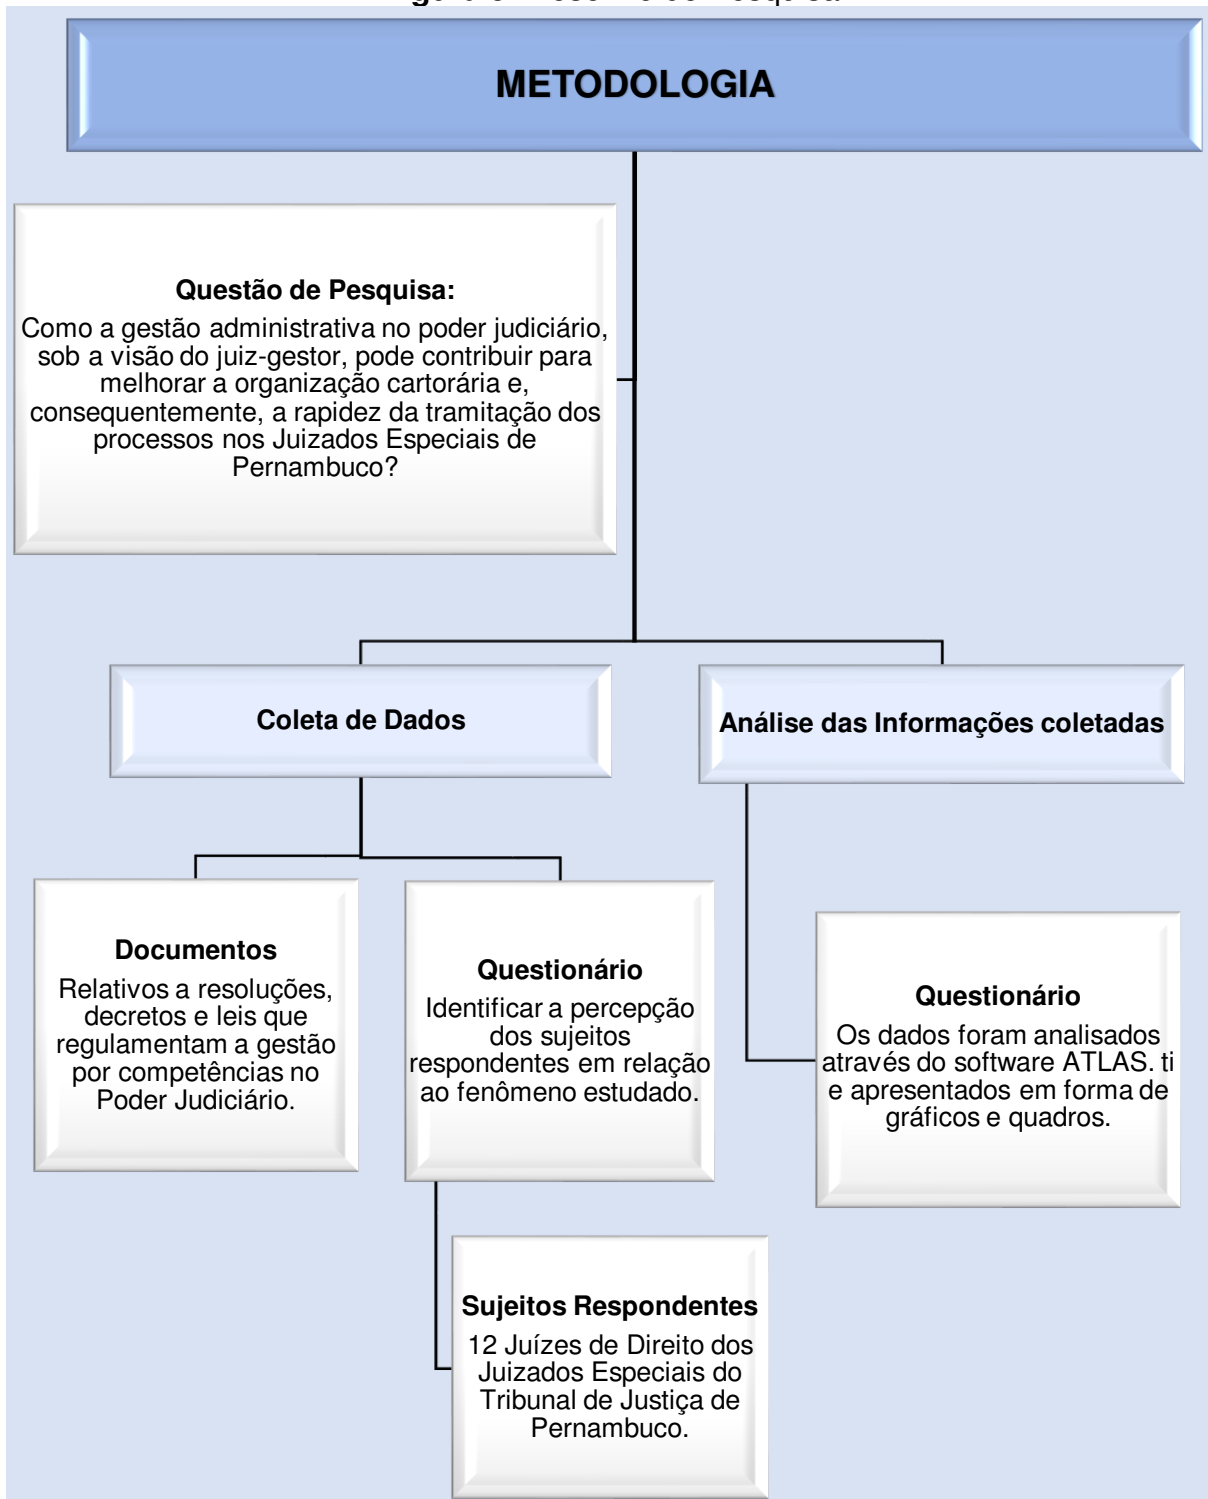 METODOLOGIA
Questão de Pesquisa:
Como a gestão administrativa no poder judiciário,
sob a visão do juiz-gestor, pode contribuir para
melhorar a organização cartorária e,
consequentemente, a rapidez da tramitação dos
processos nos Juizados Especiais de
Pernambuco?
Coleta de Dados
Análise das Informações coletadas
Documentos
Relativos a resoluções,
decretos e leis que
regulamentam a gestão
por competências no
Poder Judiciário.
Questionário
Identificar a percepção
dos sujeitos
respondentes em relação
ao fenômeno estudado.
Questionário
Os dados foram analisados
através do software ATLAS. ti
e apresentados em forma de
gráficos e quadros.
Sujeitos Respondentes
12 Juízes de Direito dos
Juizados Especiais do
Tribunal de Justiça de
Pernambuco.